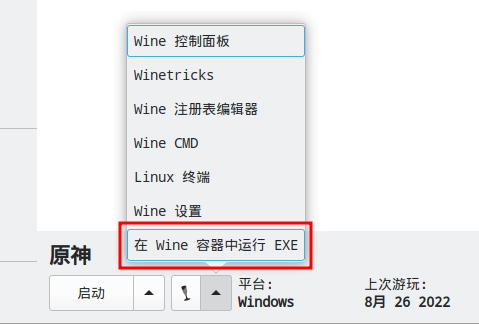 Wine 控制面板
Winetricks
Wine 注册表编辑器
Wine CMD
Linux 终端
Wine 设置
在 Wine 容器中运行 EXE
原神
启动
平台:
Windows
上次游玩:
8月 26 2022